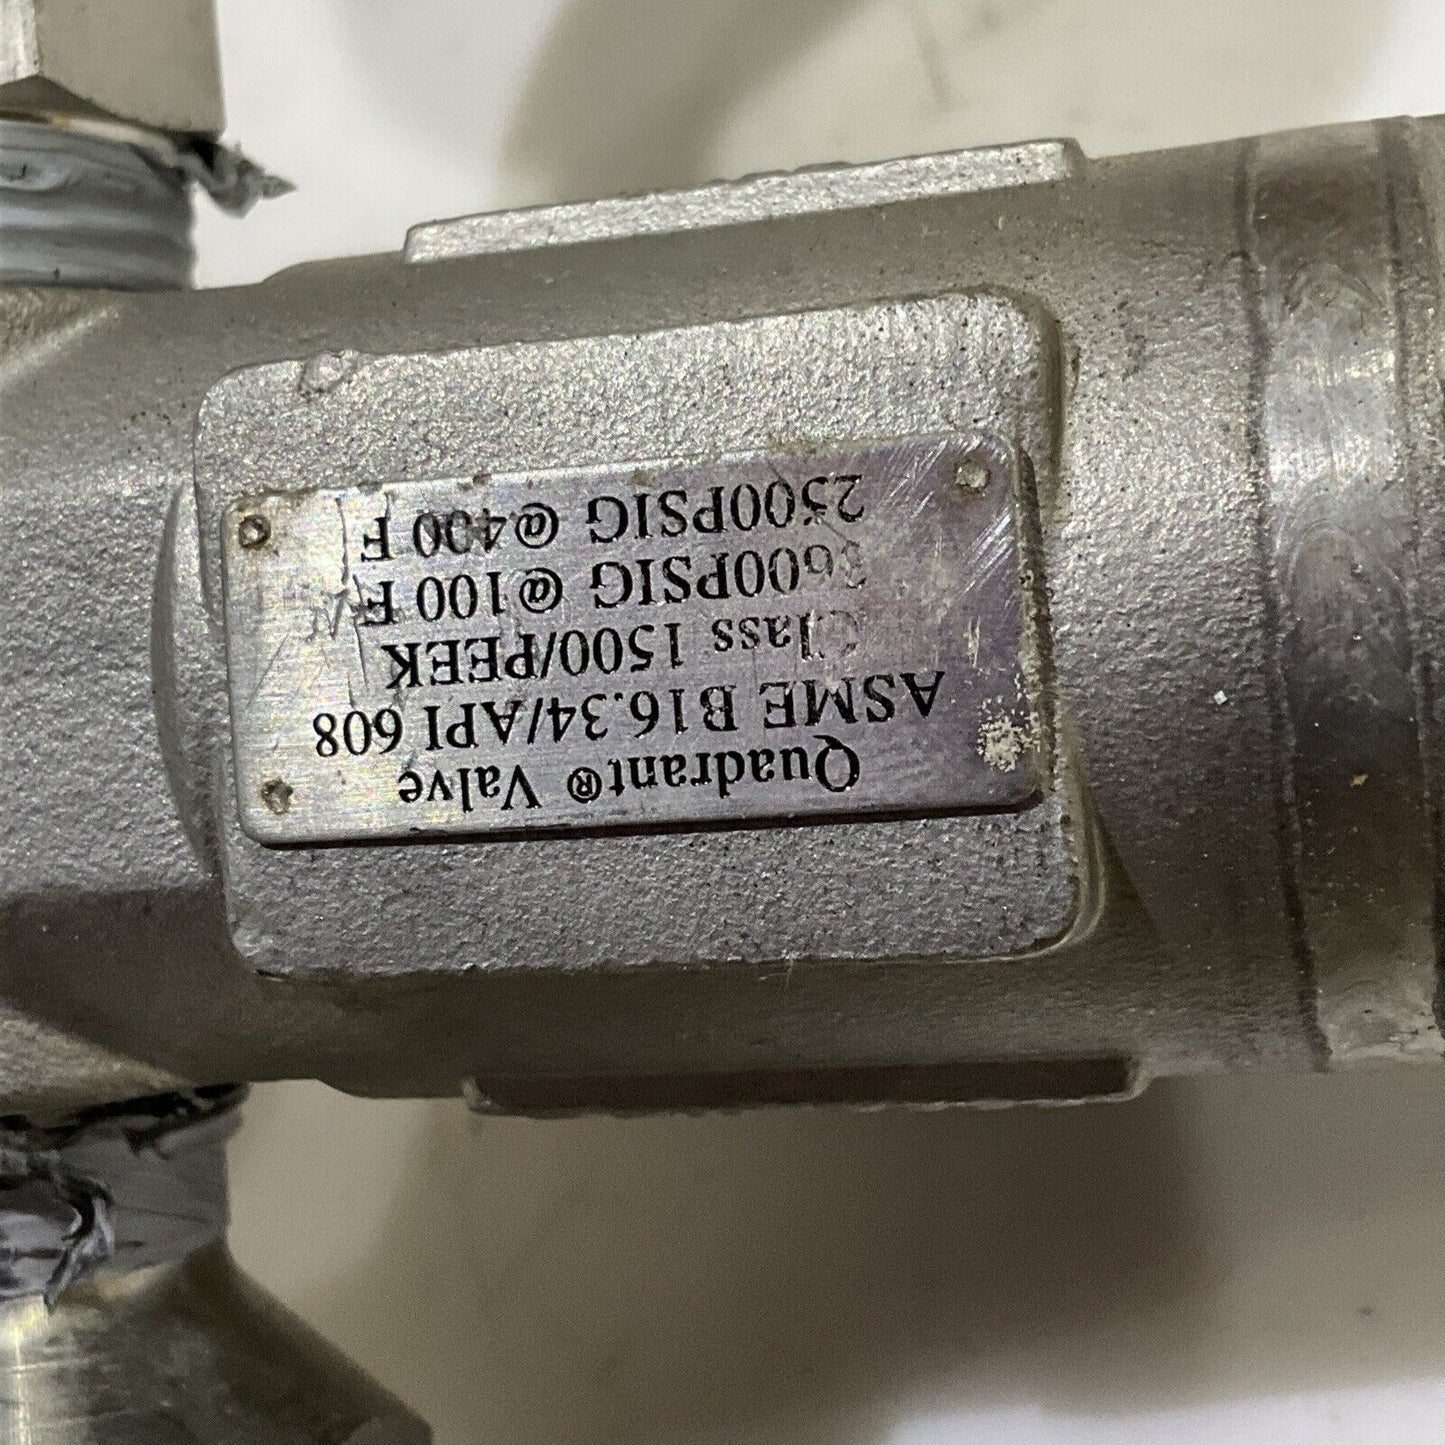 Quadrant® Valve
ASME B16.34/API 608
Class 1500/PEEK
3600PSIG @100 F
2500PSIG @400 F